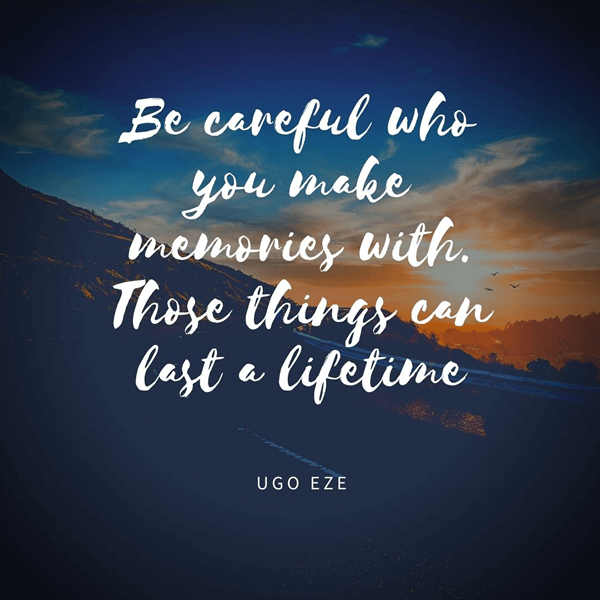 Be careful who
you make
memories with.
Those things can
last a lifetime
UGO EZE